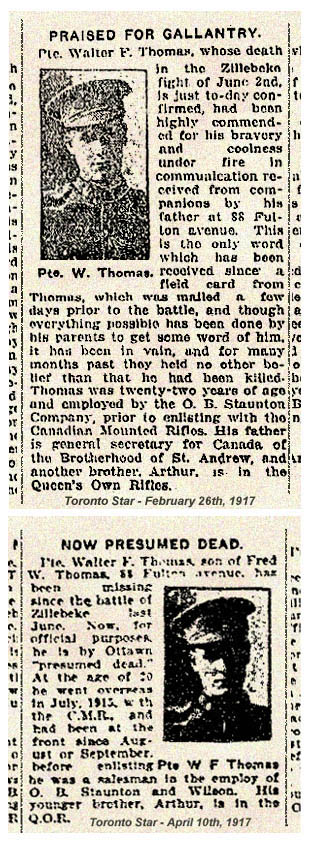 PRAISED FOR GALLANTRY.
Pte. Walter F. Thomas, whose death
in the Zillebeke
fight of June 2nd,
is just to-day con-
firmed, had been
highly commend-
ed for his bravery
and coolness
under fire in
communication re-
ceived from com-
panions by his
father at 88 Ful-
ton avenue. This
is the only word
which has been
received since a
field card from
Pte. W. Thomas.
Thomas, which was mailed a few
days prior to the battle, and though
everything possible has been done by
his parents to get some word of him,
it has been in vain, and for many
months past they held no other be-
lief than that he had been killed.
Thomas was twenty-two years of age
and employed by the O. B. Staunton
Company, prior to enlisting with the
Canadian Mounted Rifles. His father
is general secretary for Canada of
the Brotherhood of St. Andrew, and
another brother, Arthur, is in the
Queen's Own Rifles.
Toronto Star - February 26th, 1917
NOW PRESUMED DEAD.
Pte. Walter F. Thomas, son of Fred
W. Thomas, 88 Fulton avenue, has
been missing
since the battle of
Zillebeke last
June. Now, for
official purposes,
he is by Ottawa
"presumed dead."
At the age of 20
he went overseas
in July, 1915, with
the C.M.R., and
had been at the
front since Aug-
ust or September.
before enlisting
Pte W F Thomas
he was a salesman in the employ of
O. B. Staunton and Wilson. His
younger brother, Arthur, is in the
Q.O.R.
Toronto Star - April 10th, 1917